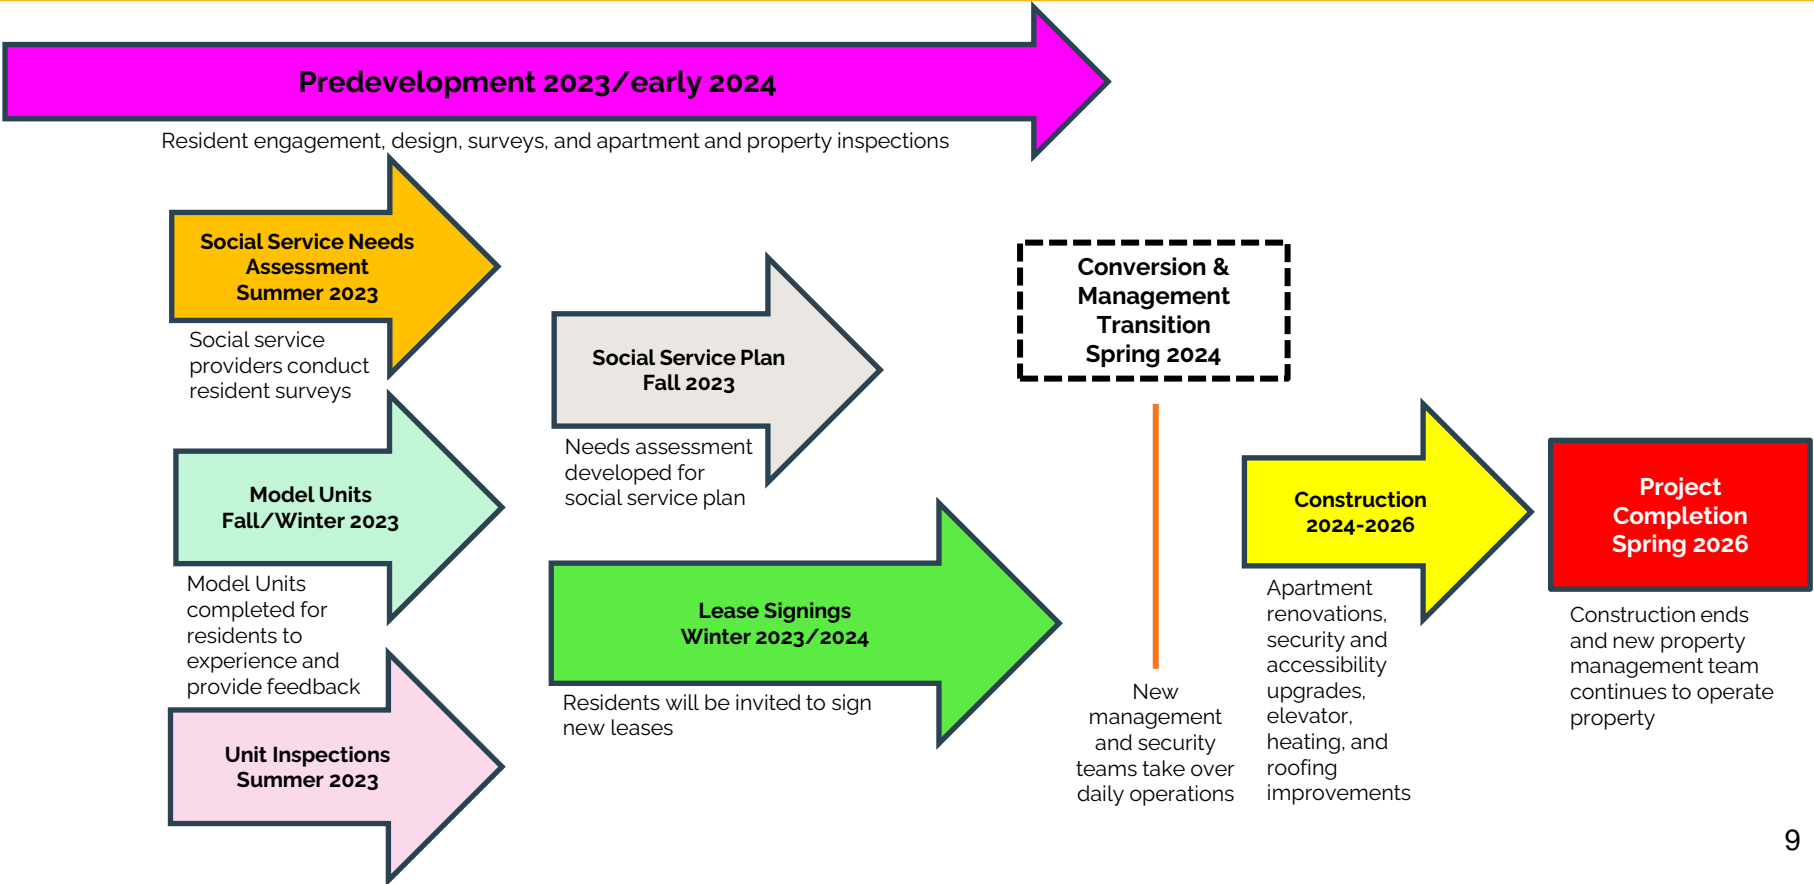 Predevelopment 2023/early 2024
Resident engagement, design, surveys, and apartment and property inspections
Social Service Needs
Assessment
Summer 2023
Social service
providers conduct
resident surveys
Model Units
Fall/Winter 2023
Model Units
completed for
residents to
experience and
provide feedback
Unit Inspections
Summer 2023
Social Service Plan
Fall 2023
Needs assessment
developed for
social service plan
Lease Signings
Winter 2023/2024
Residents will be invited to sign
new leases
Conversion &
Management
Transition
Spring 2024
New
management
and security
teams take over
daily operations
Construction
2024-2026
Apartment
renovations,
security and
accessibility
upgrades,
elevator,
heating, and
roofing
improvements
Project
Completion
Spring 2026
Construction ends
and new property
management team
continues to operate
property
9